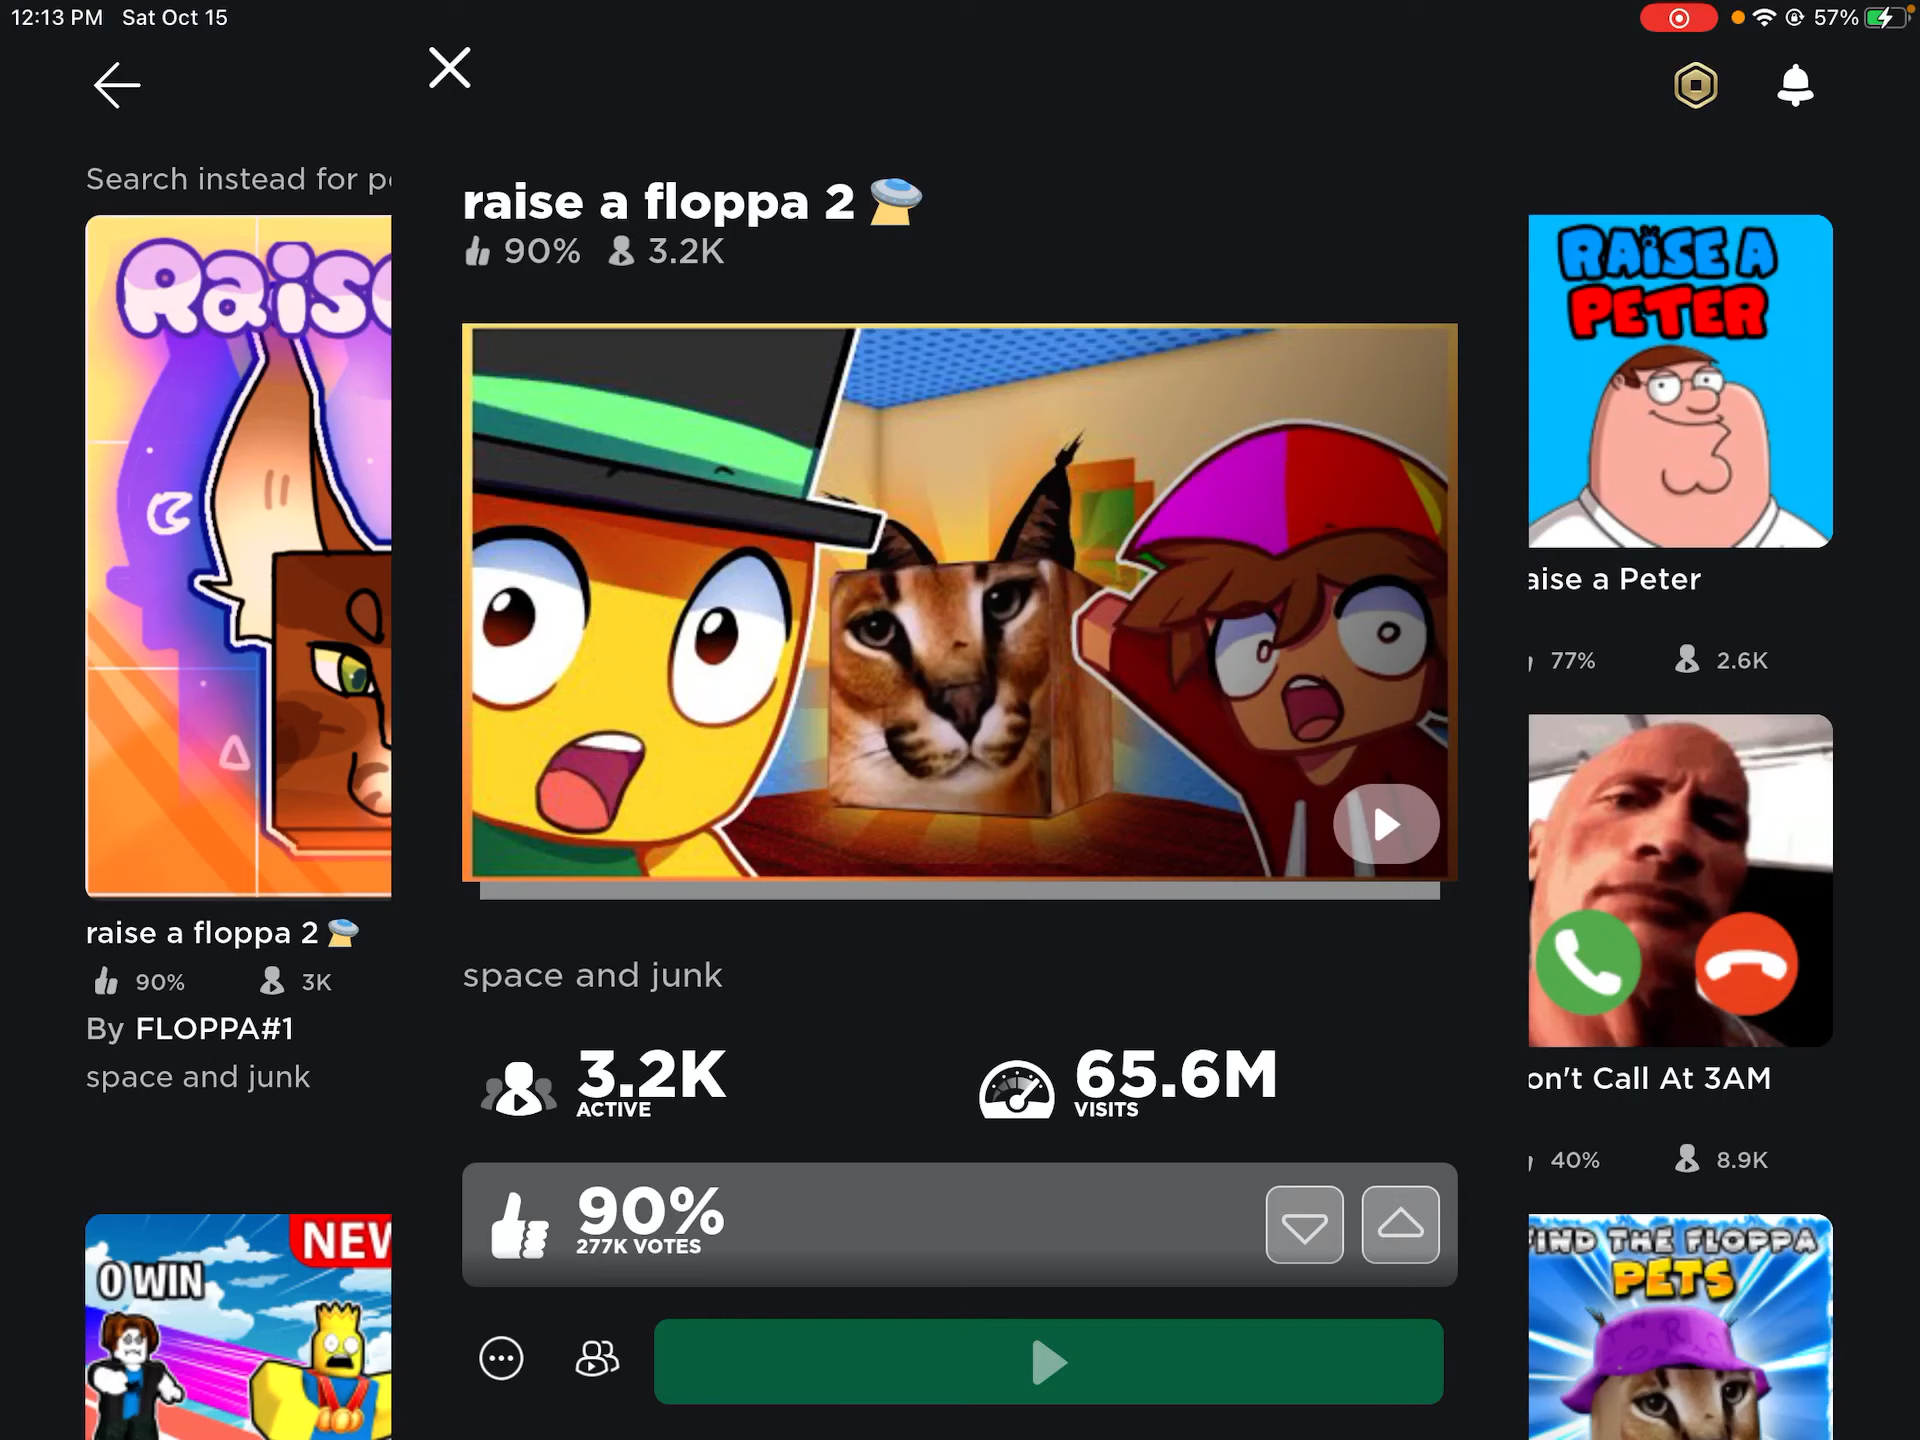 12:13 PM Sat Oct 15
57%
Search instead for
raise a floppa 2
90% 3.2K
Rais
RAISE A
PETER
aise a Peter
77% 2.6K
raise a floppa 2
90% 3K
By FLOPPA#1
space and junk
space and junk
3.2K
ACTIVE
65.6M
VISITS
on't Call At 3AM
40% 8.9K
90%
277K VOTES
NEW
0 WIN
FIND THE FLOPPA
PETS